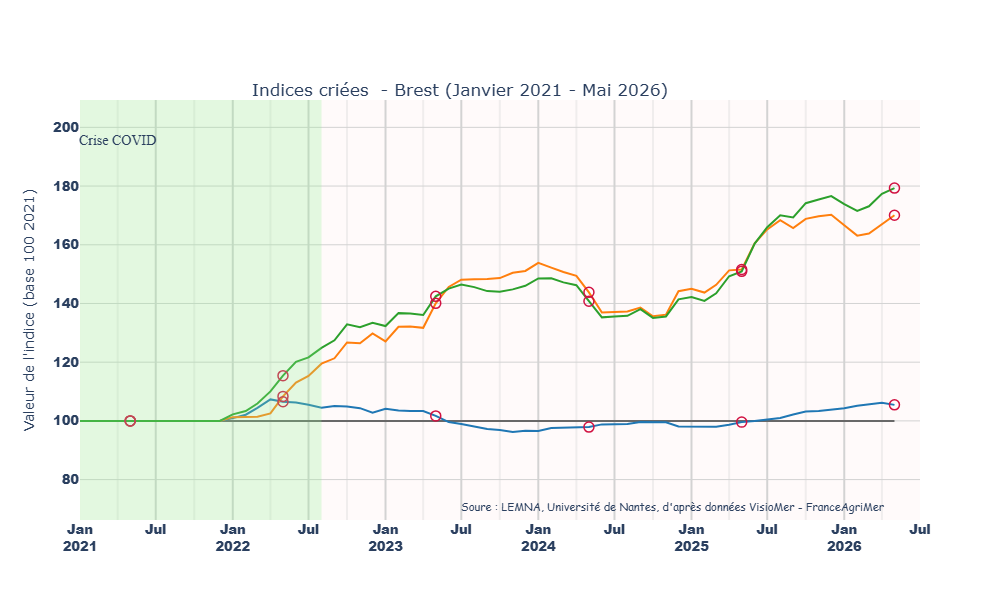 Indices criées  - Brest (Janvier 2021 - Mai 2026)
Valeur de l'indice (base 100 2021)
200
Crise COVID
180
160
140
120
100
80
Soure : LEMNA, Université de Nantes, d'après données VisioMer - FranceAgriMer
Jan Jul Jan Jul Jan Jul Jan Jul Jan Jul Jan Jul
2021 2022 2023 2024 2025 2026